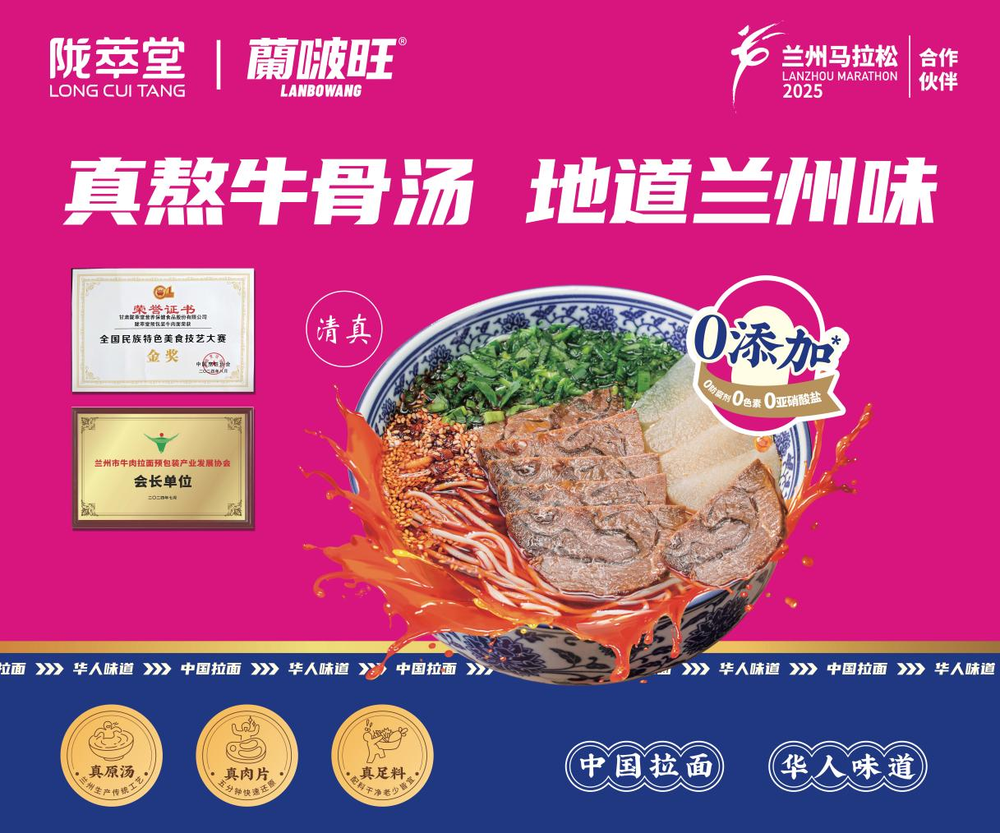 陇萃堂
LONG CUI TANG
蘭啵旺®
LANBOWANG
兰州马拉松
LANZHOU MARATHON
2025
合作
伙伴
真熬牛骨汤 地道兰州味
荣誉证书
甘肃陇萃堂营养保健食品股份有限公司
陇萃堂预包装牛肉面荣获
全国民族特色美食技艺大赛
金奖
中国烹饪协会
二〇二四年八月
兰州市牛肉拉面预包装产业发展协会
会长单位
二〇二四年七月
清真
0添加*
0防腐剂 0色素 0亚硝酸盐
拉面 华人味道 中国拉面 华人味道 中国拉面 华人味道 中国拉面 华人味道
真原汤
兰州生产传统工艺
真肉片
五分钟快速还原
真足料
配料干净老少皆宜
中国拉面
华人味道